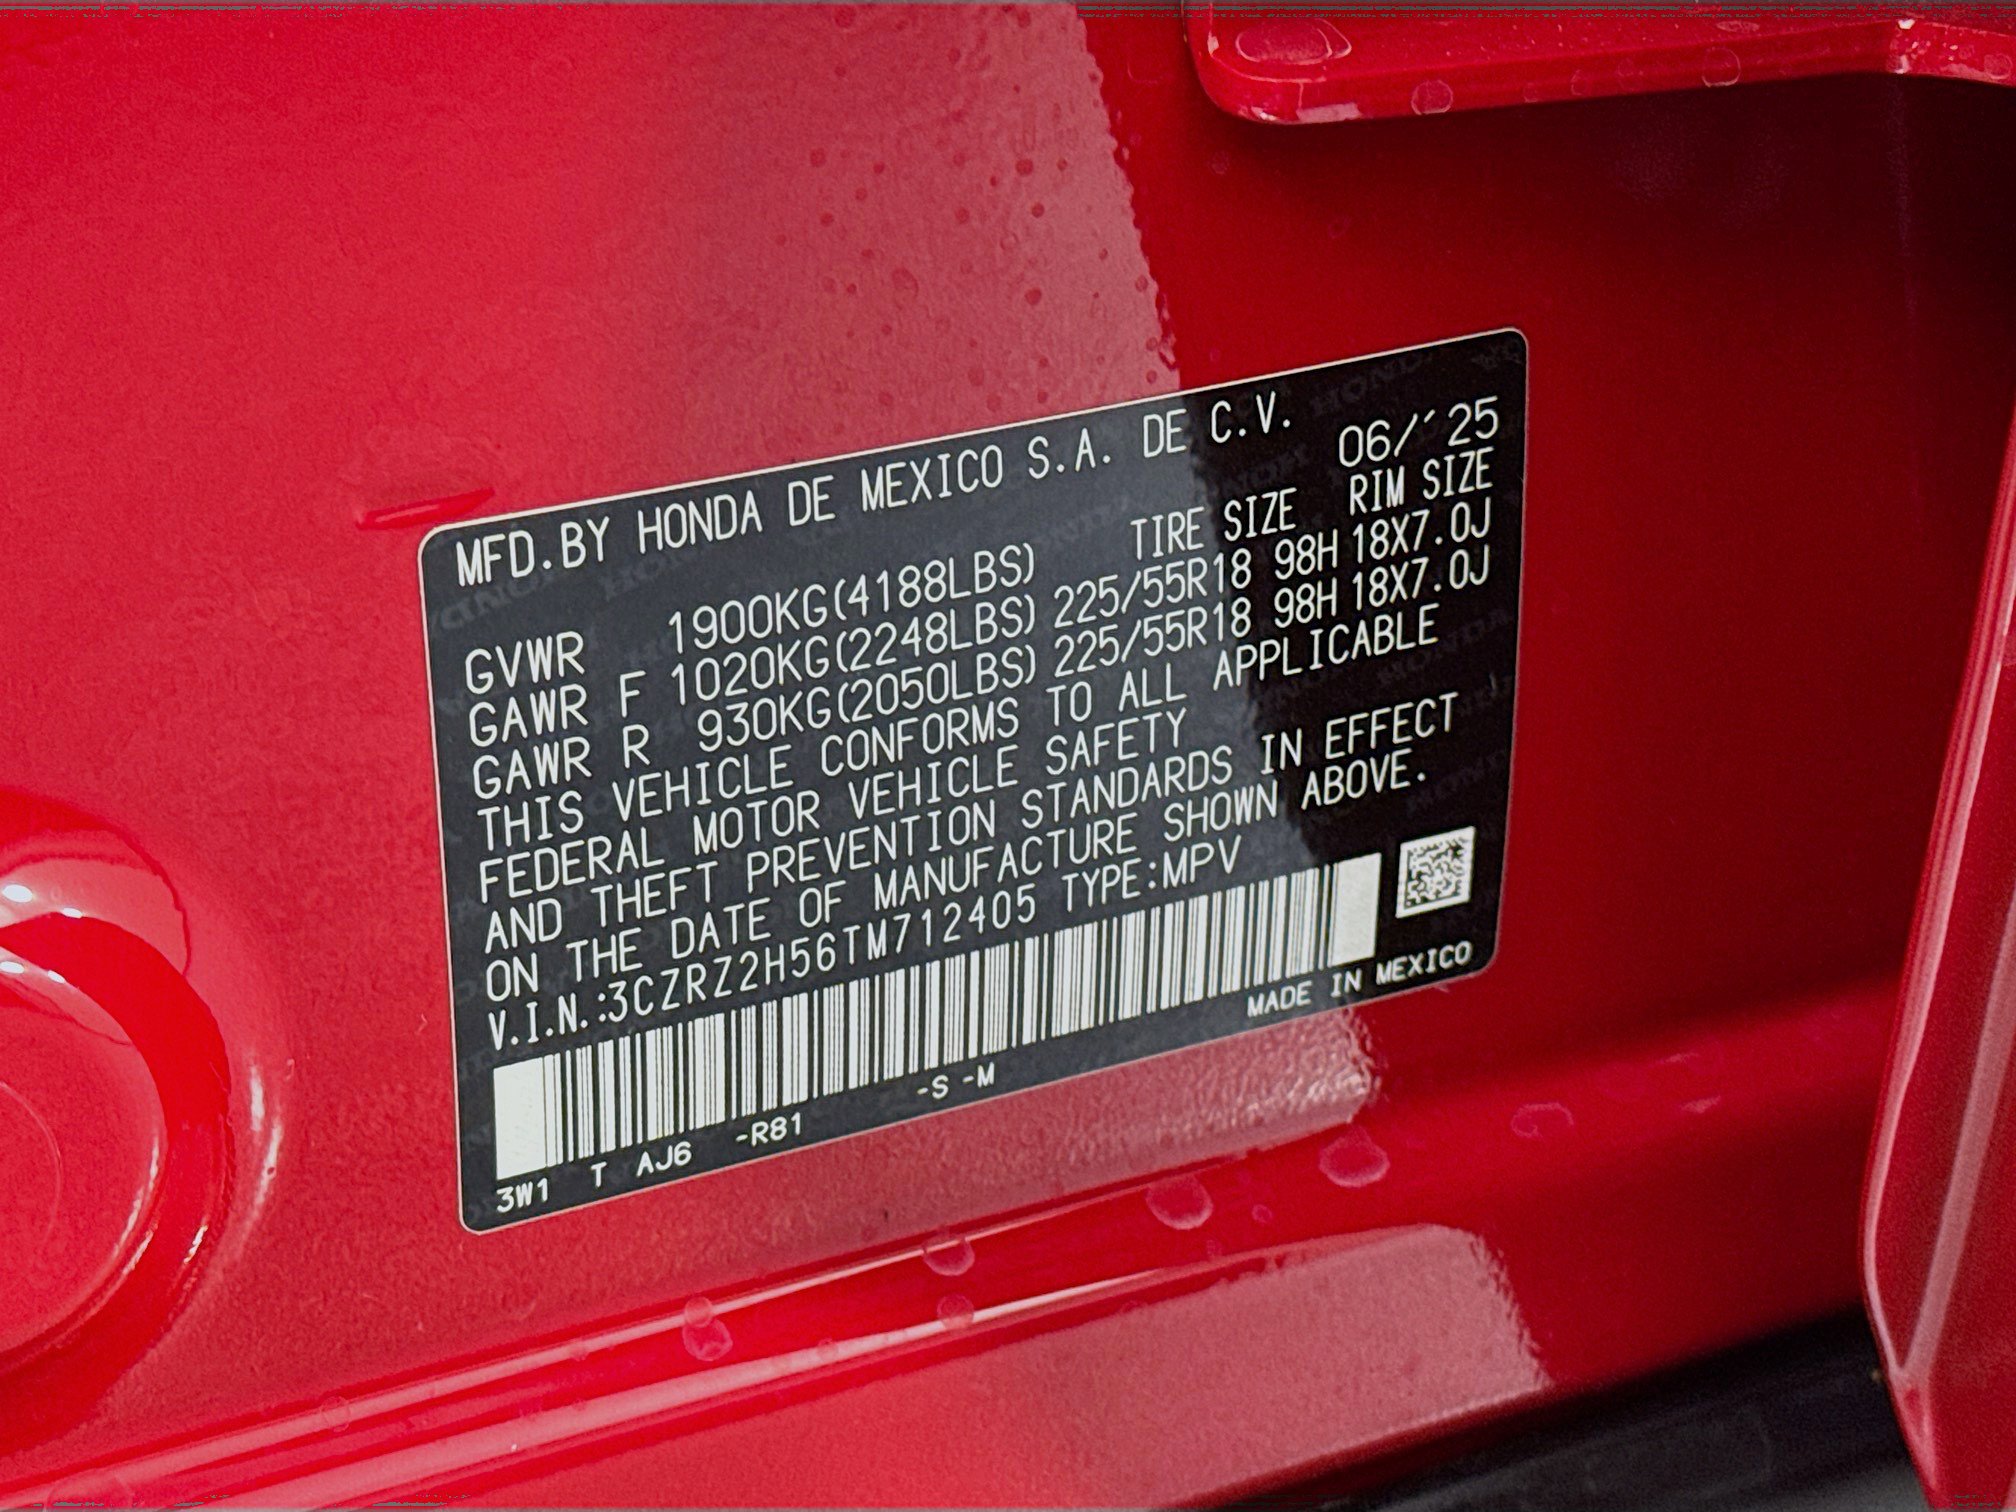 MFD.BY HONDA DE MEXICO S.A. DE C.V.
06/´25
TIRE SIZE RIM SIZE
GVWR 1900KG(4188LBS)
GAWR F 1020KG(2248LBS) 225/55R18 98H 18X7.0J
GAWR R 930KG(2050LBS) 225/55R18 98H 18X7.0J
THIS VEHICLE CONFORMS TO ALL APPLICABLE
FEDERAL MOTOR VEHICLE SAFETY
AND THEFT PREVENTION STANDARDS IN EFFECT
ON THE DATE OF MANUFACTURE SHOWN ABOVE.
V.I.N.:3CZRZ2H56TM712405 TYPE:MPV
MADE IN MEXICO
3W1 T AJ6 -R81 -S -M